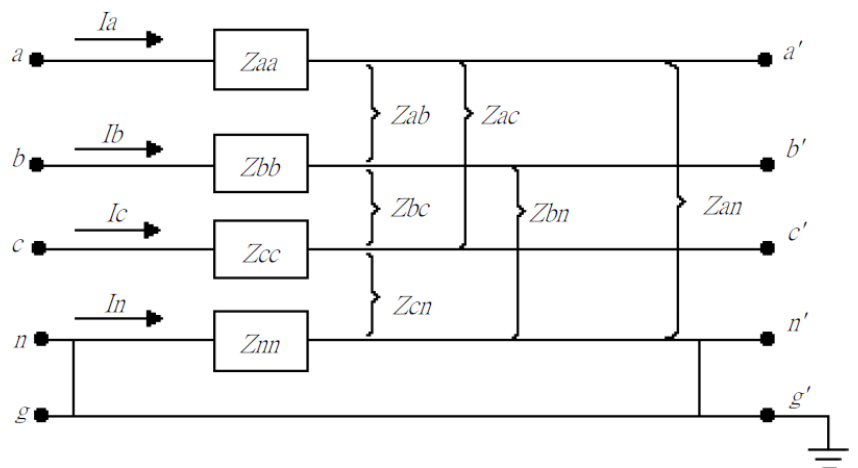 Ia
a Zaa a'
Zab Zac
Ib
b Zbb b'
Zbc Zbn Zan
Ic
c Zcc c'
Zcn
In
n Znn n'
g g'